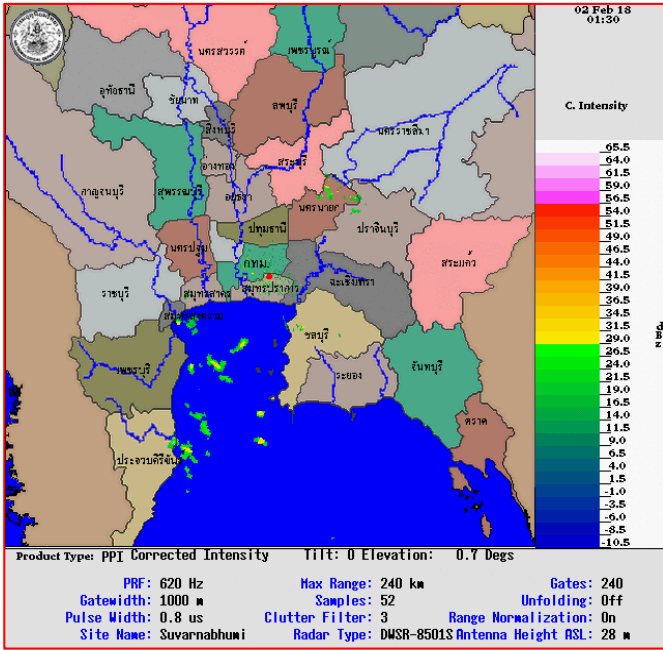 02 Feb 18
01:30
C. Intensity
นครสวรรค์
เพชรบูรณ์
อุทัยธานี
ชัยนาท
ลพบุรี
สิงห์บุรี
นครราชสีมา
อ่างทอง
สระบุรี
กาญจนบุรี
สุพรรณบุรี
อยุธยา
นครนายก
ปทุมธานี
ปราจีนบุรี
นครปฐม
กทม.
สระแก้ว
ราชบุรี
สมุทรสาคร
สมุทรปราการ
ฉะเชิงเทรา
สมุทรสงคราม
ชลบุรี
เพชรบุรี
ระยอง
จันทบุรี
ตราด
ประจวบคีรีขันธ์
65.5
64.0
61.5
59.0
56.5
54.0
51.5
49.0
46.5
44.0
41.5
39.0
36.5
34.0
31.5
29.0
26.5
24.0
21.5
19.0
16.5
14.0
11.5
9.0
6.5
4.0
1.5
-1.0
-3.5
-6.0
-8.5
-10.5
Product Type: PPI Corrected Intensity Tilt: 0 Elevation: 0.7 Degs
PRF: 620 Hz Max Range: 240 km Gates: 240
Gatewidth: 1000 m Samples: 52 Unfolding: Off
Pulse Width: 0.8 us Clutter Filter: 3 Range Normalization: On
Site Name: Suvarnabhumi Radar Type: DWSR-8501S Antenna Height ASL: 28 m